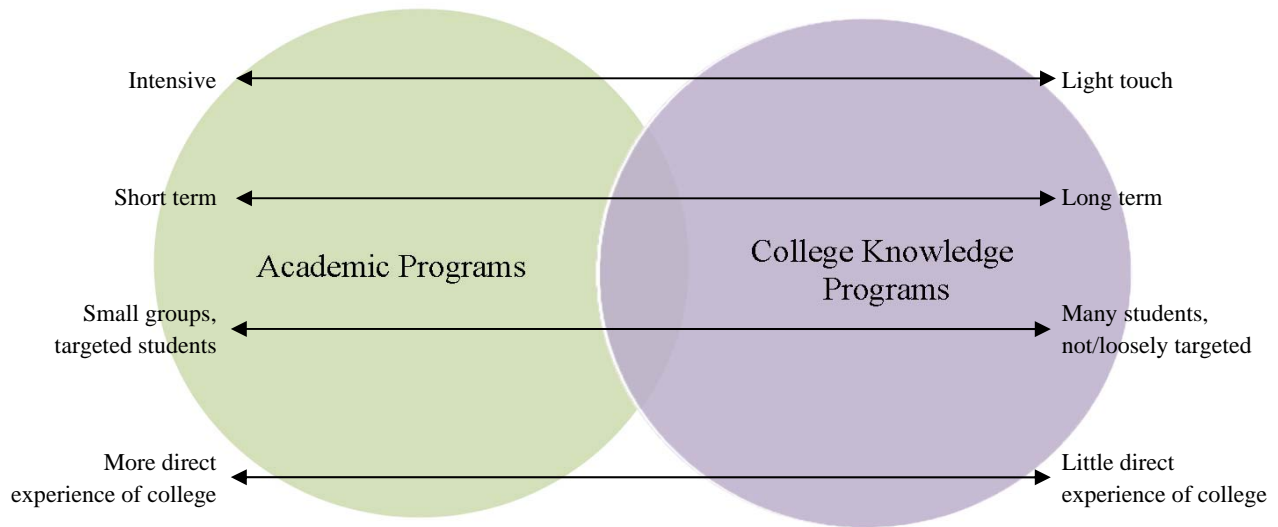 Intensive
Light touch
Short term
Long term
Academic Programs
College Knowledge
Programs
Small groups,
targeted students
Many students,
not/loosely targeted
More direct
experience of college
Little direct
experience of college